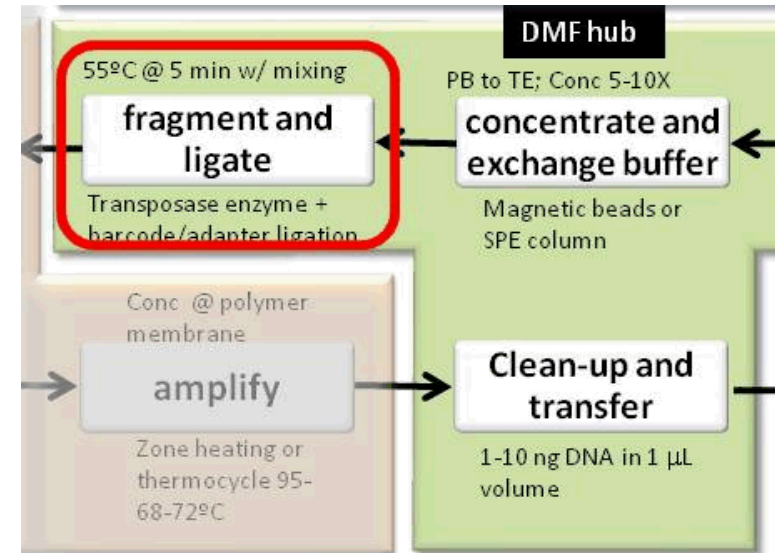 DMF hub
55ºC @ 5 min w/ mixing
fragment and
ligate
Transposase enzyme +
barcode/adapter ligation
PB to TE; Conc 5-10X
concentrate and
exchange buffer
Magnetic beads or
SPE column
Conc @ polymer
membrane
amplify
Zone heating or
thermocycle 95-
68-72ºC
Clean-up and
transfer
1-10 ng DNA in 1 µL
volume